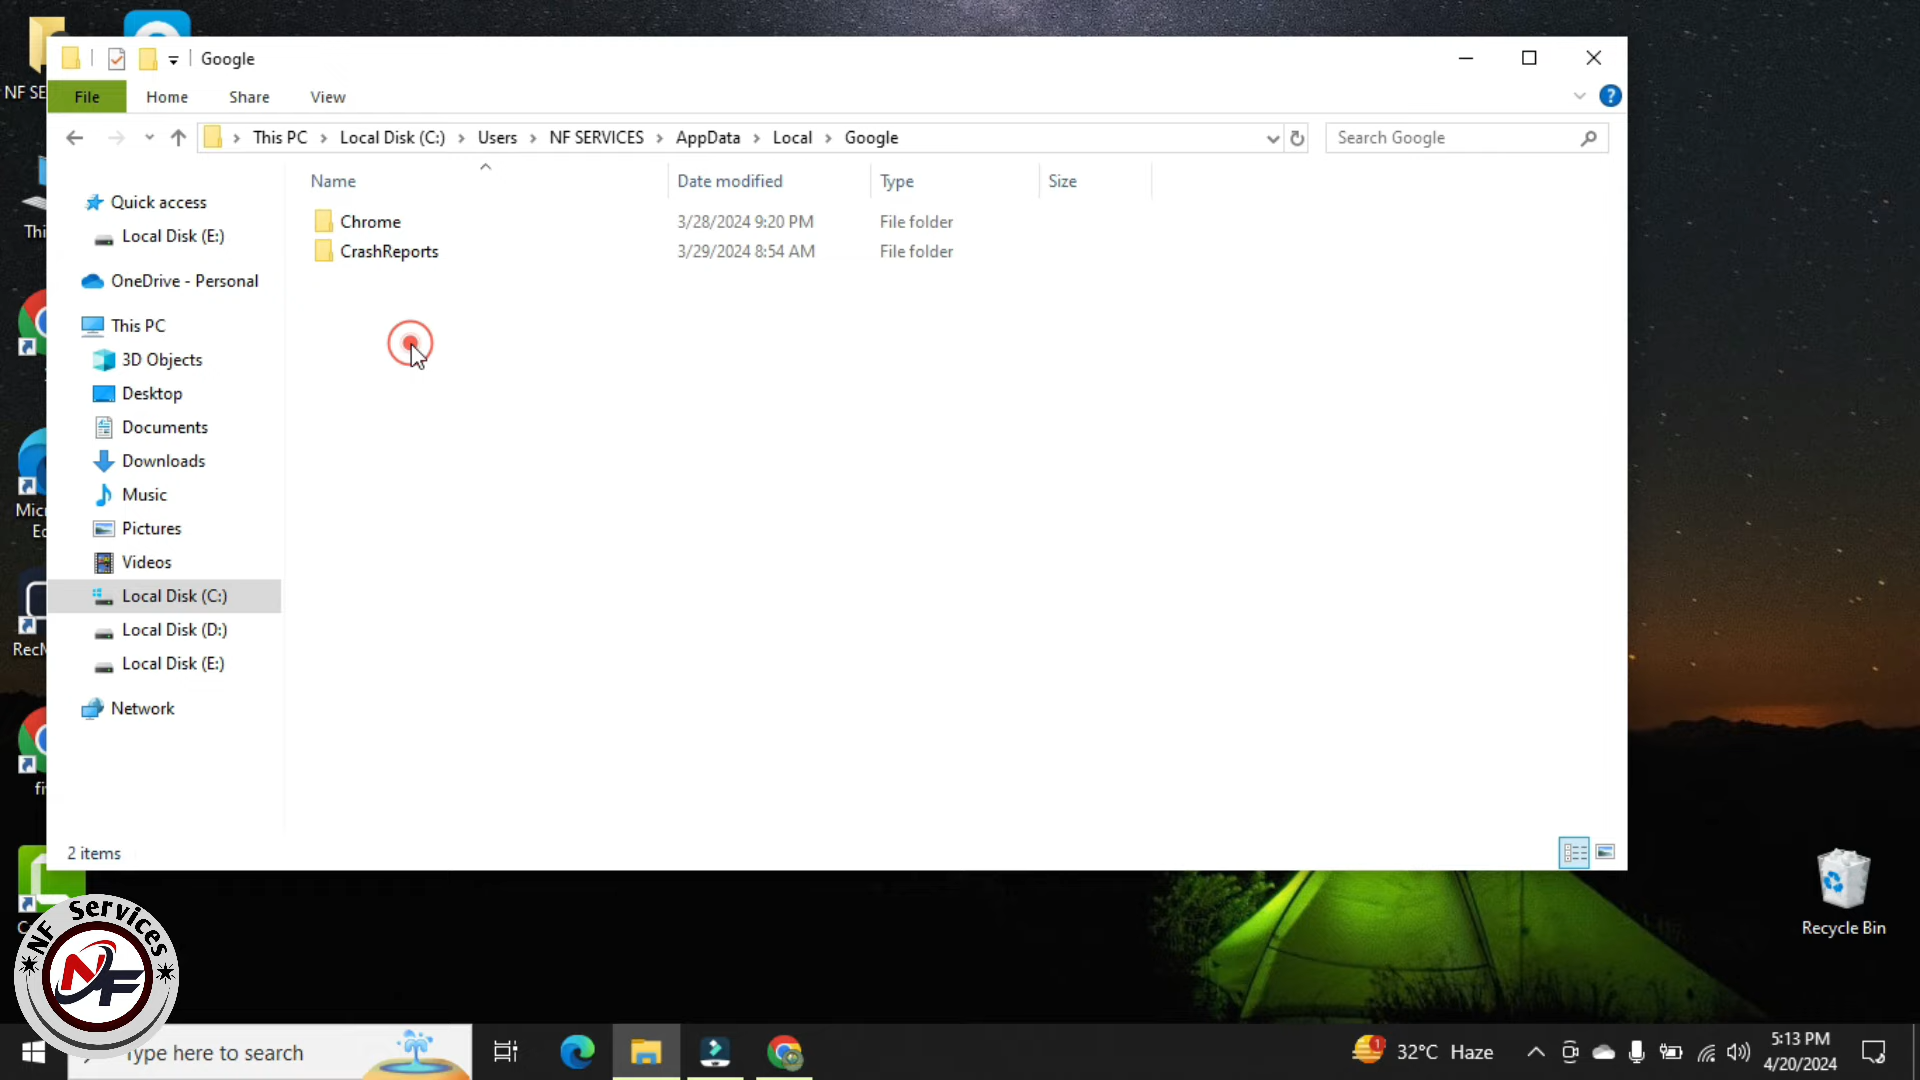 Google
File Home Share View
This PC Local Disk (C:) Users NF SERVICES AppData Local Google
Search Google
Name Date modified Type Size
Chrome 3/28/2024 9:20 PM File folder
CrashReports 3/29/2024 8:54 AM File folder
Quick access
Local Disk (E:)
OneDrive - Personal
This PC
3D Objects
Desktop
Documents
Downloads
Music
Pictures
Videos
Local Disk (C:)
Local Disk (D:)
Local Disk (E:)
Network
2 items
NF SE
Thi
Micr
Ed
RecM
fi
Recycle Bin
NF Services
NF
Type here to search
1
32°C Haze
5:13 PM
4/20/2024